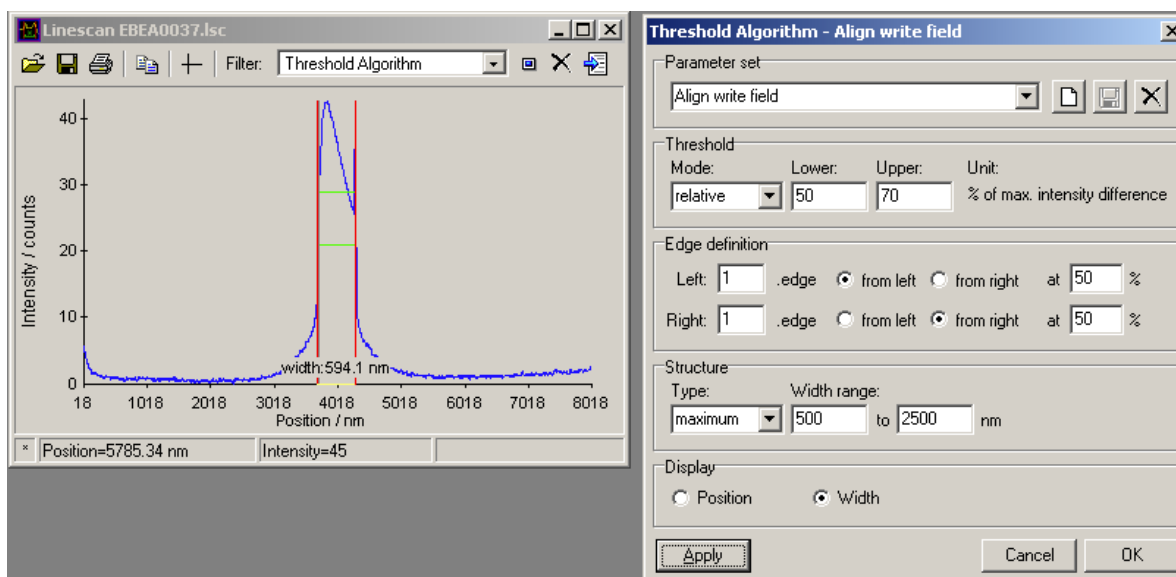 Linescan EBEA0037.lsc
Filter: Threshold Algorithm
Intensity / counts
40
30
20
10
0
width:594.1 nm
18 1018 2018 3018 4018 5018 6018 7018 8018
Position / nm
* Position=5785.34 nm Intensity=45
Threshold Algorithm - Align write field
Parameter set
Align write field
Threshold
Mode: Lower: Upper: Unit:
relative 50 70 % of max. intensity difference
Edge definition
Left: 1 .edge from left from right at 50 %
Right: 1 .edge from left from right at 50 %
Structure
Type: Width range:
maximum 500 to 2500 nm
Display
Position Width
Apply Cancel OK